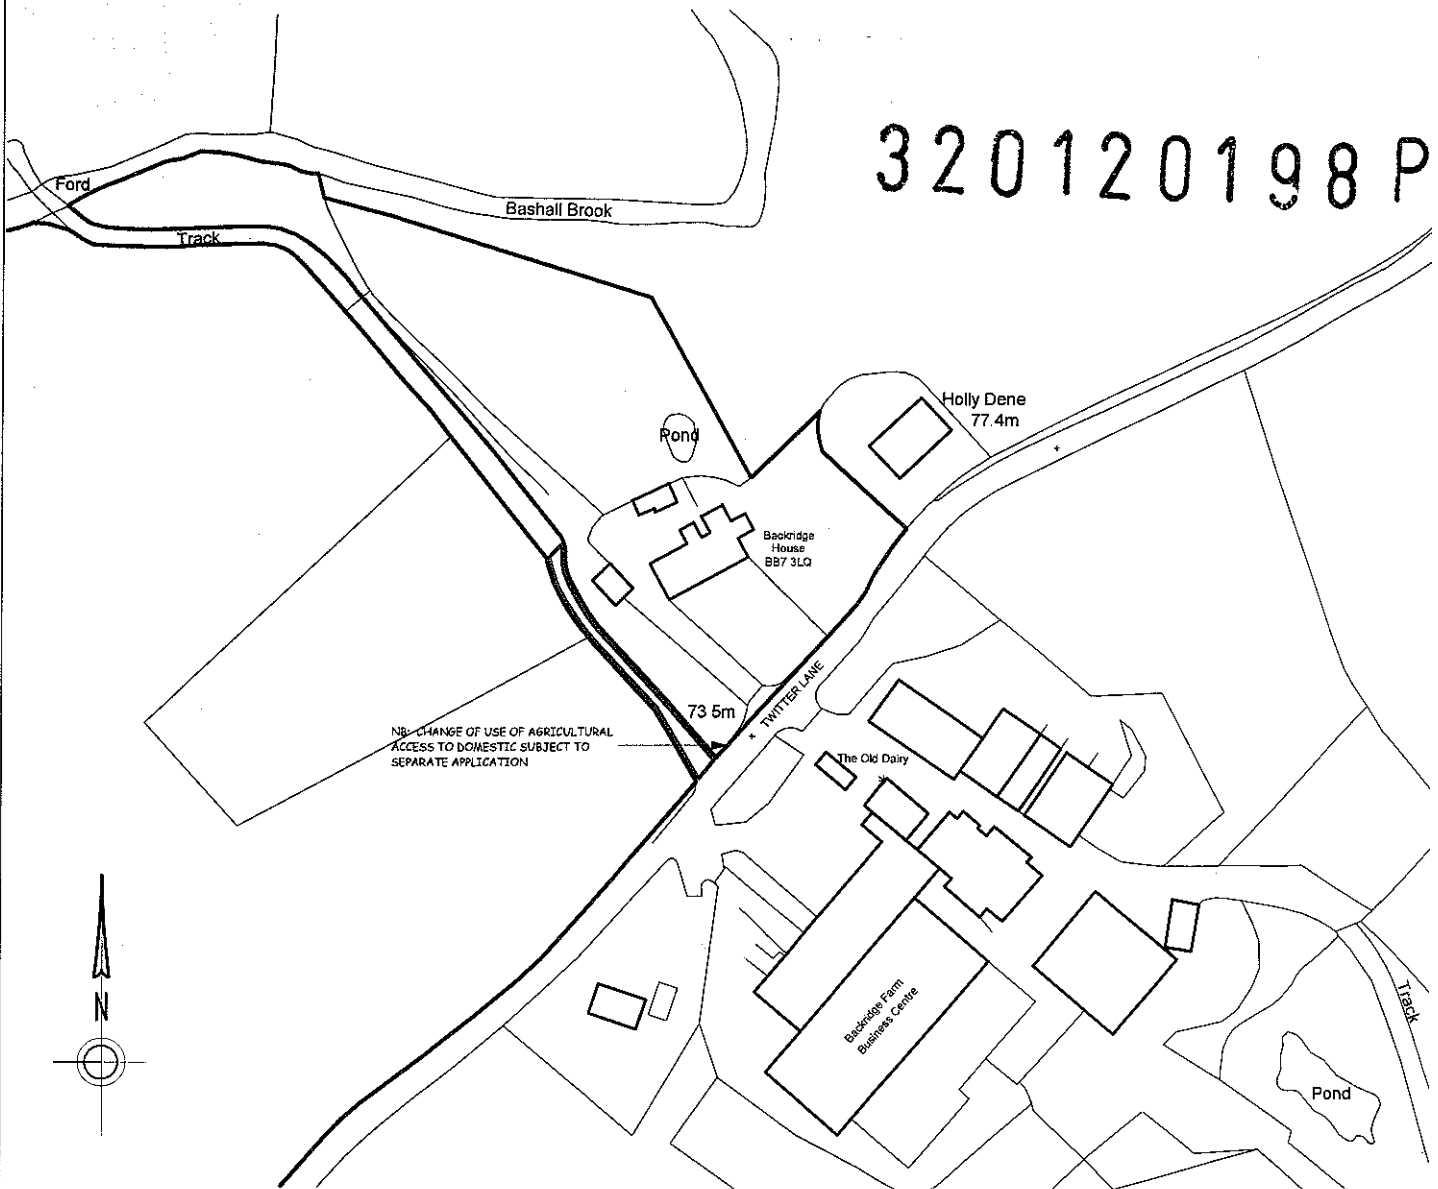 320120198P
Ford
Bashall Brook
Track
Holly Dene
77.4m
Pond
Backridge
House
BB7 3LQ
TWITTER LANE
73 5m
NB: CHANGE OF USE OF AGRICULTURAL
ACCESS TO DOMESTIC SUBJECT TO
SEPARATE APPLICATION
The Old Dairy
Backridge Farm
Business Centre
Track
N
Pond